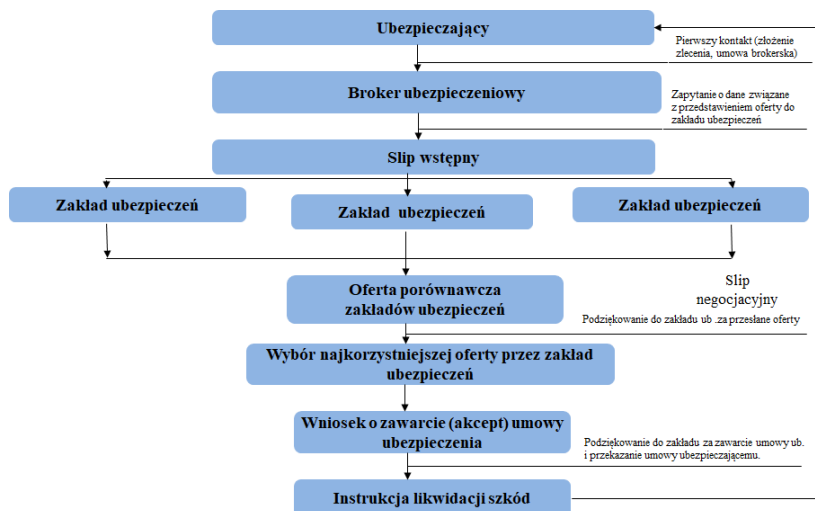 Ubezpieczający
Pierwszy kontakt (złożenie
zlecenia, umowa brokerska)
Broker ubezpieczeniowy
Zapytanie o dane związane
z przedstawieniem oferty do
zakładu ubezpieczeń
Slip wstępny
Zakład ubezpieczeń
Zakład ubezpieczeń
Zakład ubezpieczeń
Oferta porównawcza
zakładów ubezpieczeń
Slip
negocjacyjny
Podziękowanie do zakładu ub .za przesłane oferty
Wybór najkorzystniejszej oferty przez zakład
ubezpieczeń
Wniosek o zawarcie (akcept) umowy
ubezpieczenia
Podziękowanie do zakładu za zawarcie umowy ub.
i przekazanie umowy ubezpieczającemu.
Instrukcja likwidacji szkód